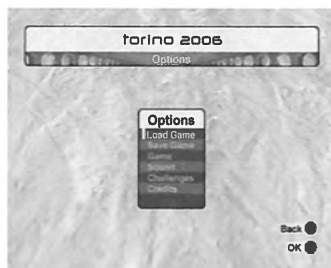 torino 2006
Options
Options
Load Game
Save Game
Game
Sound
Challenges
Credits
Back
OK